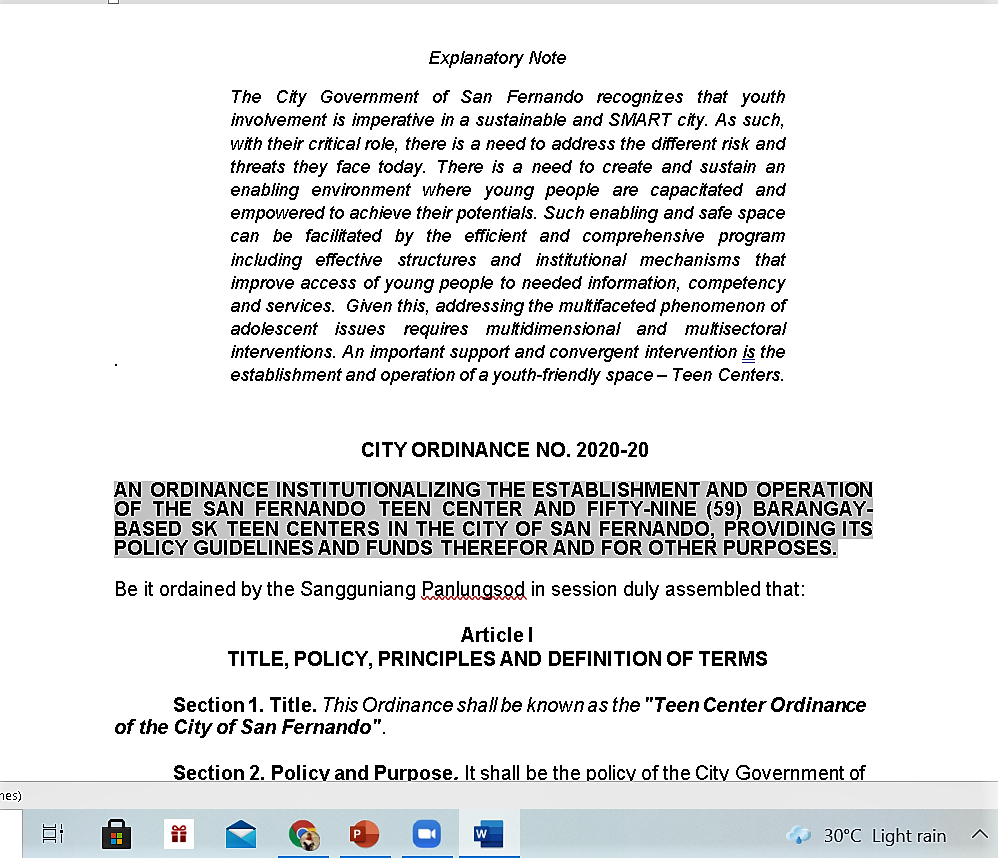 Explanatory Note
The City Government of San Fernando recognizes that youth
involvement is imperative in a sustainable and SMART city. As such,
with their critical role, there is a need to address the different risk and
threats they face today. There is a need to create and sustain an
enabling environment where young people are capacitated and
empowered to achieve their potentials. Such enabling and safe space
can be facilitated by the efficient and comprehensive program
including effective structures and institutional mechanisms that
improve access of young people to needed information, competency
and services. Given this, addressing the multifaceted phenomenon of
adolescent issues requires multidimensional and multisectoral
interventions. An important support and convergent intervention is the
establishment and operation of a youth-friendly space – Teen Centers.
CITY ORDINANCE NO. 2020-20
AN ORDINANCE INSTITUTIONALIZING THE ESTABLISHMENT AND OPERATION
OF THE SAN FERNANDO TEEN CENTER AND FIFTY-NINE (59) BARANGAY-
BASED SK TEEN CENTERS IN THE CITY OF SAN FERNANDO, PROVIDING ITS
POLICY GUIDELINES AND FUNDS THEREFOR AND FOR OTHER PURPOSES.
Be it ordained by the Sangguniang Panlungsod in session duly assembled that:
Article I
TITLE, POLICY, PRINCIPLES AND DEFINITION OF TERMS
Section 1. Title. This Ordinance shall be known as the "Teen Center Ordinance
of the City of San Fernando".
Section 2. Policy and Purpose. It shall be the policy of the City Government of
nes)
P
W
30°C Light rain